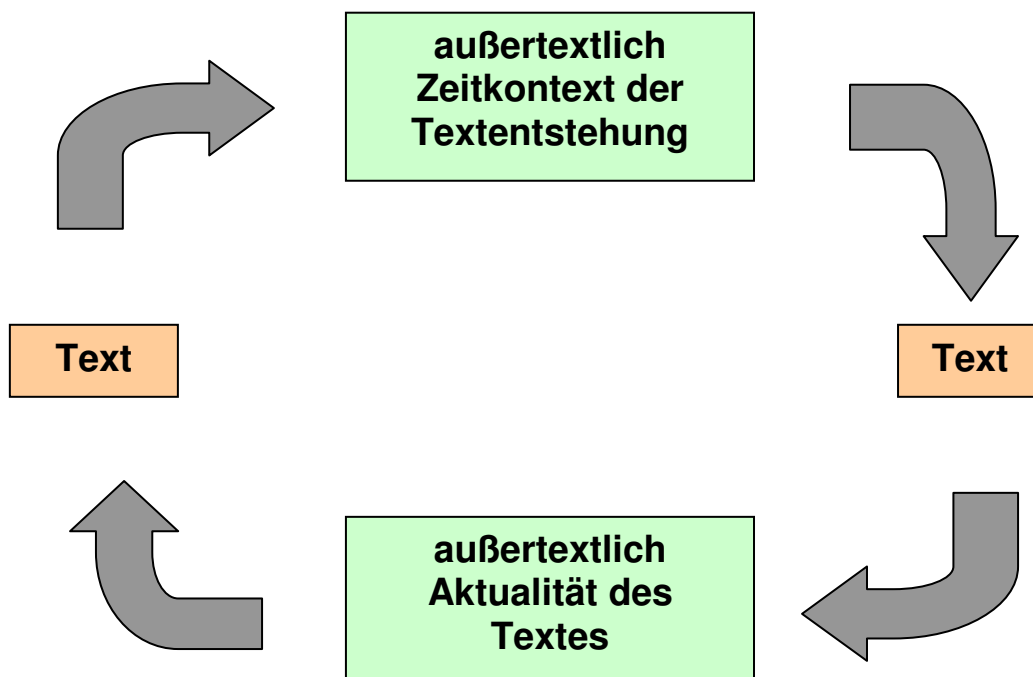 außertextlich
Zeitkontext der
Textentstehung
Text
Text
außertextlich
Aktualität des
Textes